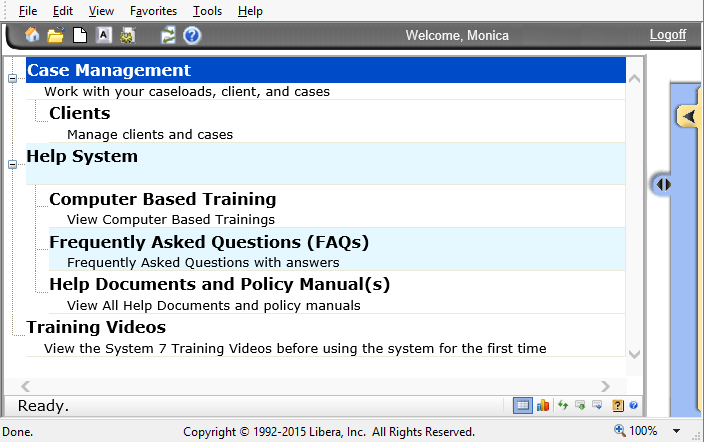 File Edit View Favorites Tools Help
A ? Welcome, Monica Logoff
Case Management
Work with your caseloads, client, and cases
Clients
Manage clients and cases
Help System
Computer Based Training
View Computer Based Trainings
Frequently Asked Questions (FAQs)
Frequently Asked Questions with answers
Help Documents and Policy Manual(s)
View All Help Documents and policy manuals
Training Videos
View the System 7 Training Videos before using the system for the first time
Ready. ? ?
Done. Copyright © 1992-2015 Libera, Inc. All Rights Reserved. 100%